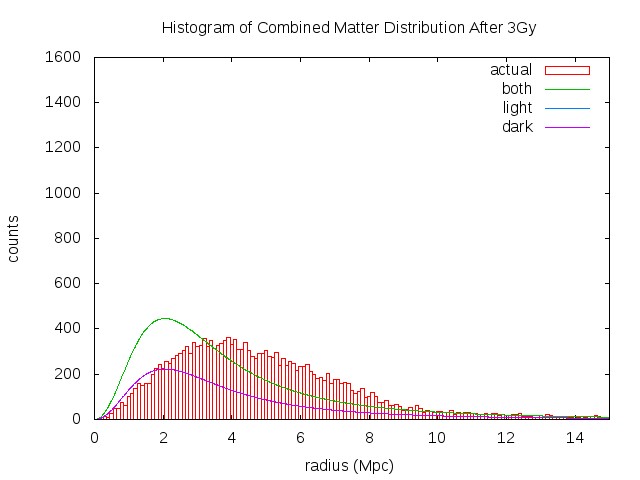 Histogram of Combined Matter Distribution After 3Gy
1600
1400
1200
1000
800
600
400
200
0
counts
actual
both
light
dark
0 2 4 6 8 10 12 14
radius (Mpc)